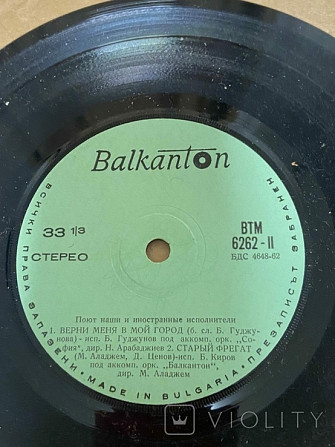 Balkanton
33 1/3
СТЕРЕО
ВТМ
6262-II
БДС 4648-62
Поют наши и иностранные исполнители
1. ВЕРНИ МЕНЯ В МОЙ ГОРОД (б. сл. Б. Гуджу-
нова) - исп. Б. Гуджунов под аккомп. орк. „Со-
фия", дир. Н. Арабаджиев 2. СТАРЫЙ ФРЕГАТ
(М. Аладжем, Д. Ценов)-исп. Б. Киров
под аккомп. орк. „Балкантон",
дир. М. Аладжем
ВСИЧКИ ПРАВА ЗАПАЗЕНИ. • MADE IN BULGARIA • ПРЕЗАПИСЪТ ЗАБРАНЕН
VIOLITY